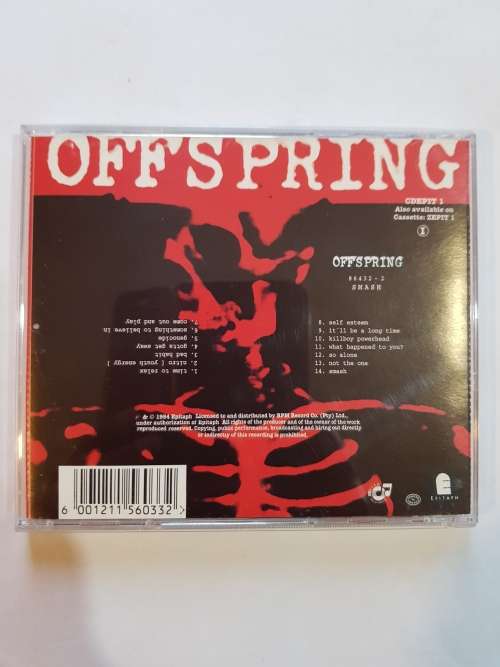 OFFSPRING
CDEPIT 1
Also available on
Cassette: ZEPIT 1
I
OFFSPRING
86432-2
SMASH
1. time to relax
2. nitro ( youth energy )
3. bad habit
4. gotta get away
5. genocide
6. something to believe in
7. come out and play
8. self esteem
9. it'll be a long time
10. killboy powerhead
11. what happened to you?
12. so alone
13. not the one
14. smash
℗ & © 1994 Epitaph Licensed to and distributed by RPM Record Co. (Pty) Ltd.,
under authorization of Epitaph All rights of the producer and of the owner of the work
reproduced reserved. Copying, public performance, broadcasting and hiring out directly
or indirectly of this recording is prohibited.
6 001211 560332 >
EPITAPH